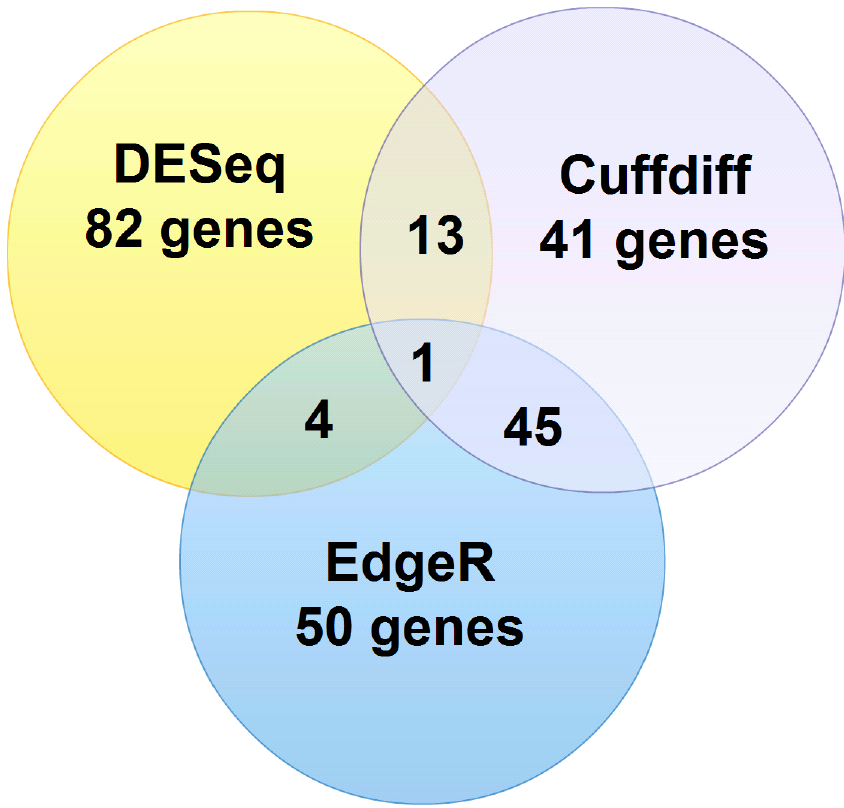 DESeq
82 genes
Cuffdiff
41 genes
13
1
4
45
EdgeR
50 genes